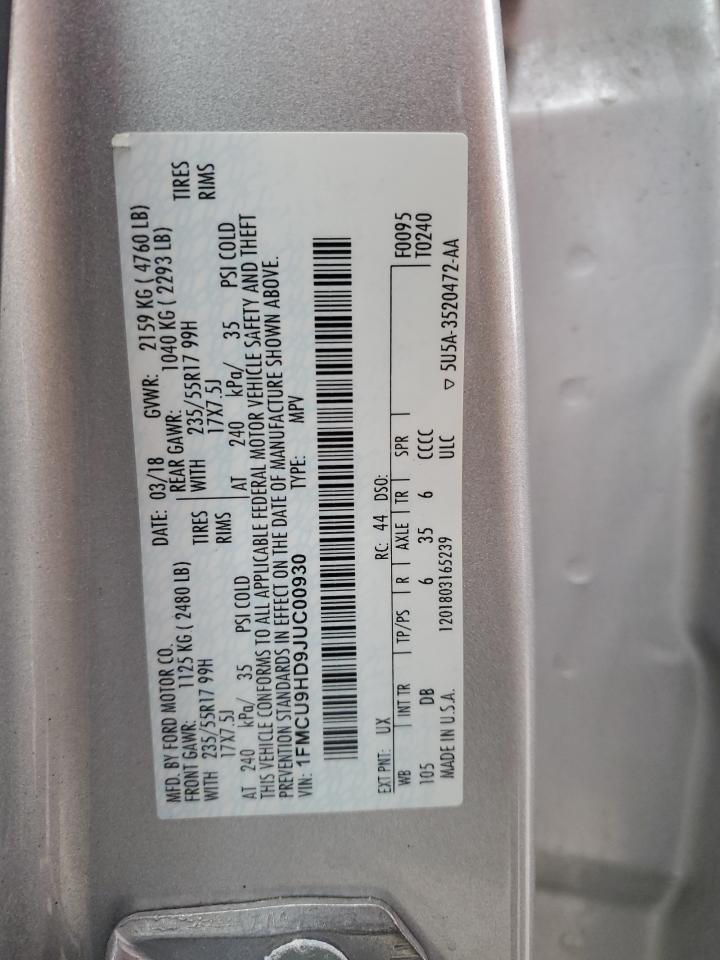 MFD. BY FORD MOTOR CO.
DATE: 03/18 GVWR: 2159 KG ( 4760 LB)
FRONT GAWR: 1125 KG ( 2480 LB) REAR GAWR: 1040 KG ( 2293 LB)
WITH 235/55R17 99H TIRES WITH 235/55R17 99H TIRES
17X7.5J RIMS 17X7.5J RIMS
AT 240 kPa/ 35 PSI COLD AT 240 kPa/ 35 PSI COLD
THIS VEHICLE CONFORMS TO ALL APPLICABLE FEDERAL MOTOR VEHICLE SAFETY AND THEFT
PREVENTION STANDARDS IN EFFECT ON THE DATE OF MANUFACTURE SHOWN ABOVE.
VIN: 1FMCU9HD9JUC00930 TYPE: MPV
EXT PNT: UX RC: 44 DSO:
WB INT TR TP/PS R AXLE TR SPR F0095
105 DB 6 35 6 CCCC T0240
MADE IN U.S.A. 1201803165239 ULC ▽ 5U5A-3520472-AA